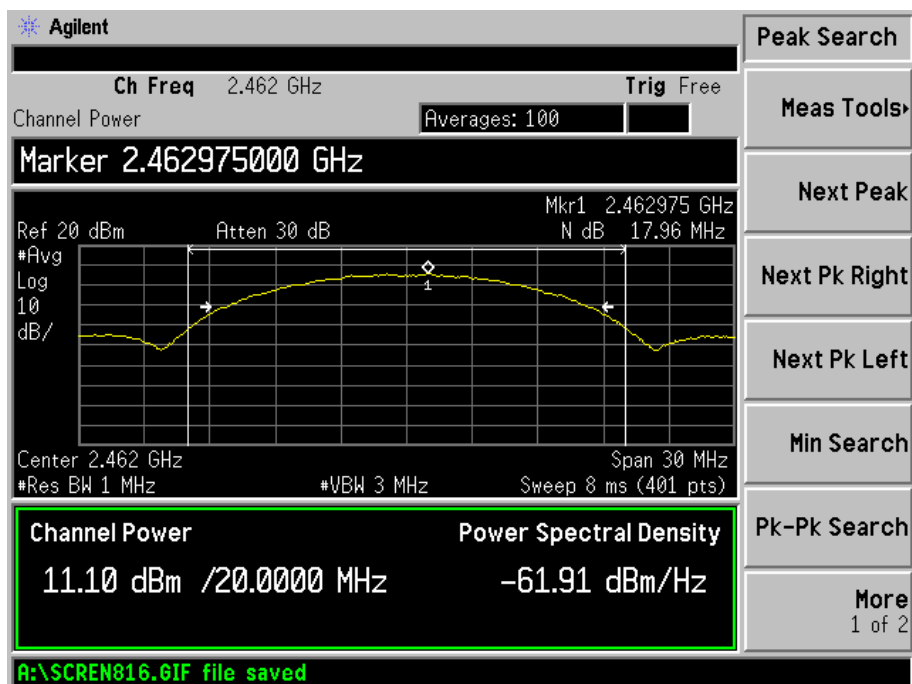 Agilent
Peak Search
Ch Freq 2.462 GHz Trig Free
Channel Power Averages: 100
Meas Tools
Marker 2.462975000 GHz
Next Peak
Mkr1 2.462975 GHz
Ref 20 dBm Atten 30 dB N dB 17.96 MHz
#Avg
Log
10
dB/
1
Next Pk Right
Next Pk Left
Min Search
Center 2.462 GHz Span 30 MHz
#Res BW 1 MHz #VBW 3 MHz Sweep 8 ms (401 pts)
Channel Power Power Spectral Density
11.10 dBm /20.0000 MHz -61.91 dBm/Hz
Pk-Pk Search
More
1 of 2
A:\SCREN816.GIF file saved